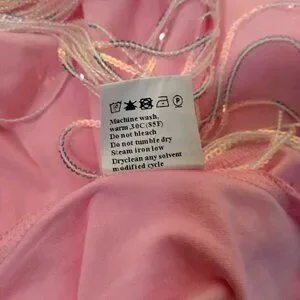 Machine wash,
warm.30C(85F)
Do not bleach
Do not tumble dry
Steam iron low
Dryclean any solvent
modified cycle